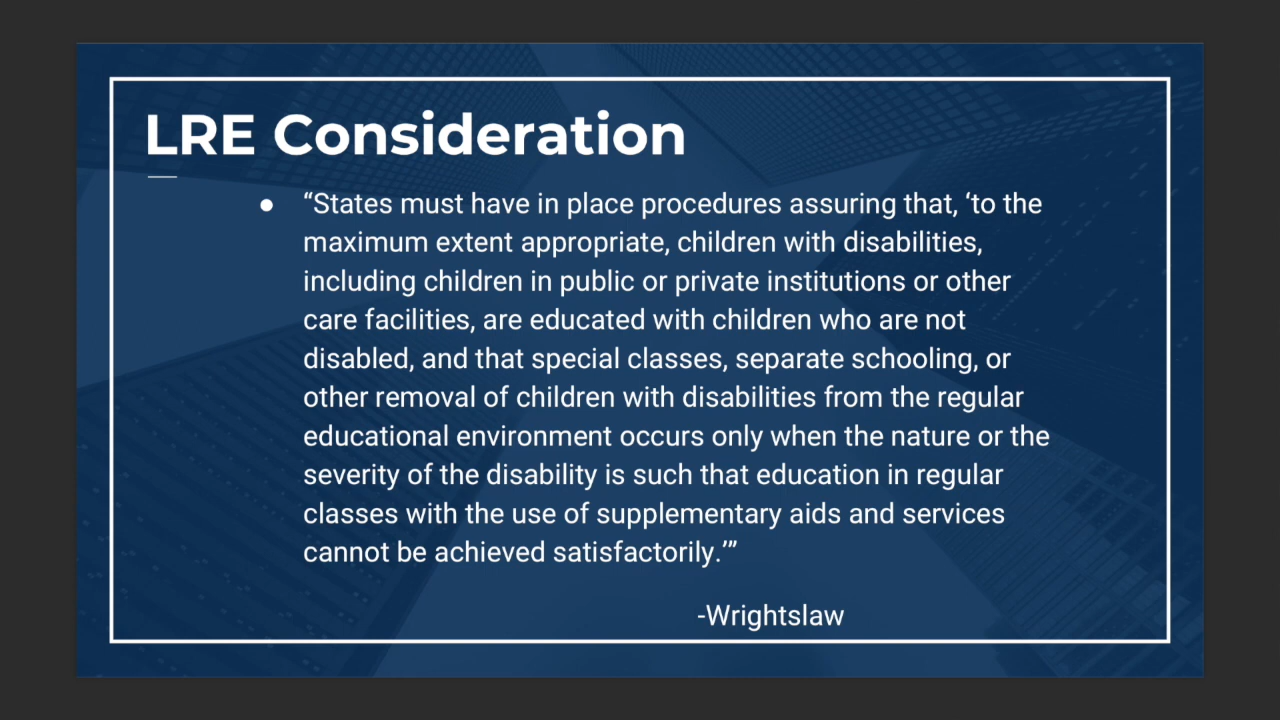 LRE Consideration
● “States must have in place procedures assuring that, ‘to the
maximum extent appropriate, children with disabilities,
including children in public or private institutions or other
care facilities, are educated with children who are not
disabled, and that special classes, separate schooling, or
other removal of children with disabilities from the regular
educational environment occurs only when the nature or the
severity of the disability is such that education in regular
classes with the use of supplementary aids and services
cannot be achieved satisfactorily.’”
-Wrightslaw